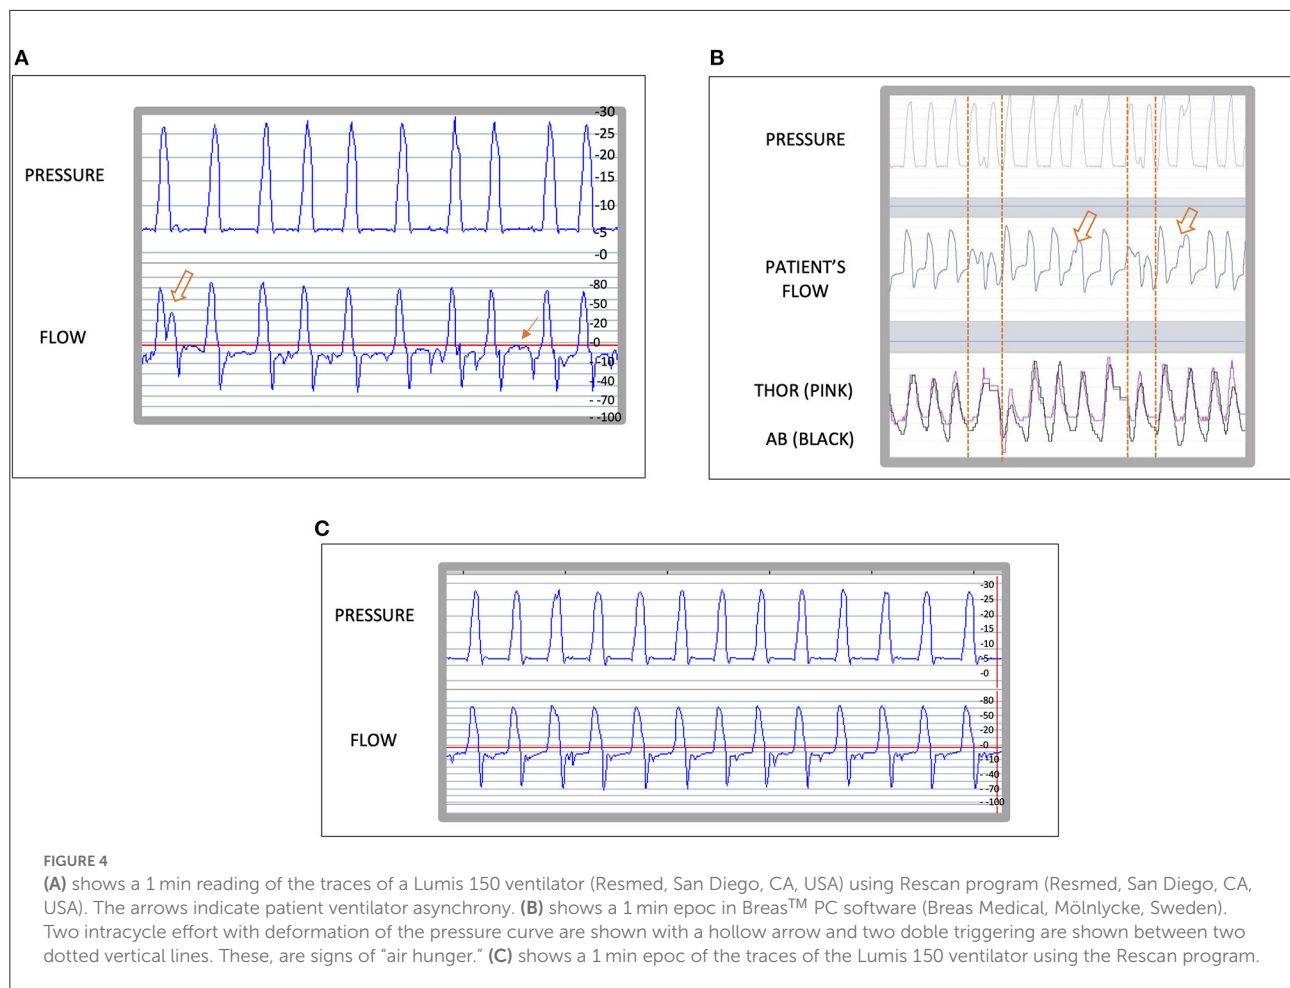 (A)
-30
-25
-20
PRESSURE
-15
-10
-5
-0
-80
-50
-20
FLOW
-0
-10
-40
- -70
- -100
(B)
PRESSURE
PATIENT'S
FLOW
THOR (PINK)
AB (BLACK)
(C)
-30
-25
PRESSURE
-20
-15
-10
-5
-0
-80
-50
-20
FLOW
-0
10
- 40
- -70
- -100
FIGURE 4
(A) shows a 1 min reading of the traces of a Lumis 150 ventilator (Resmed, San Diego, CA, USA) using Rescan program (Resmed, San Diego, CA,
USA). The arrows indicate patient ventilator asynchrony. (B) shows a 1 min epoc in Breas™ PC software (Breas Medical, Mölnlycke, Sweden).
Two intracycle effort with deformation of the pressure curve are shown with a hollow arrow and two doble triggering are shown between two
dotted vertical lines. These, are signs of “air hunger.” (C) shows a 1 min epoc of the traces of the Lumis 150 ventilator using the Rescan program.